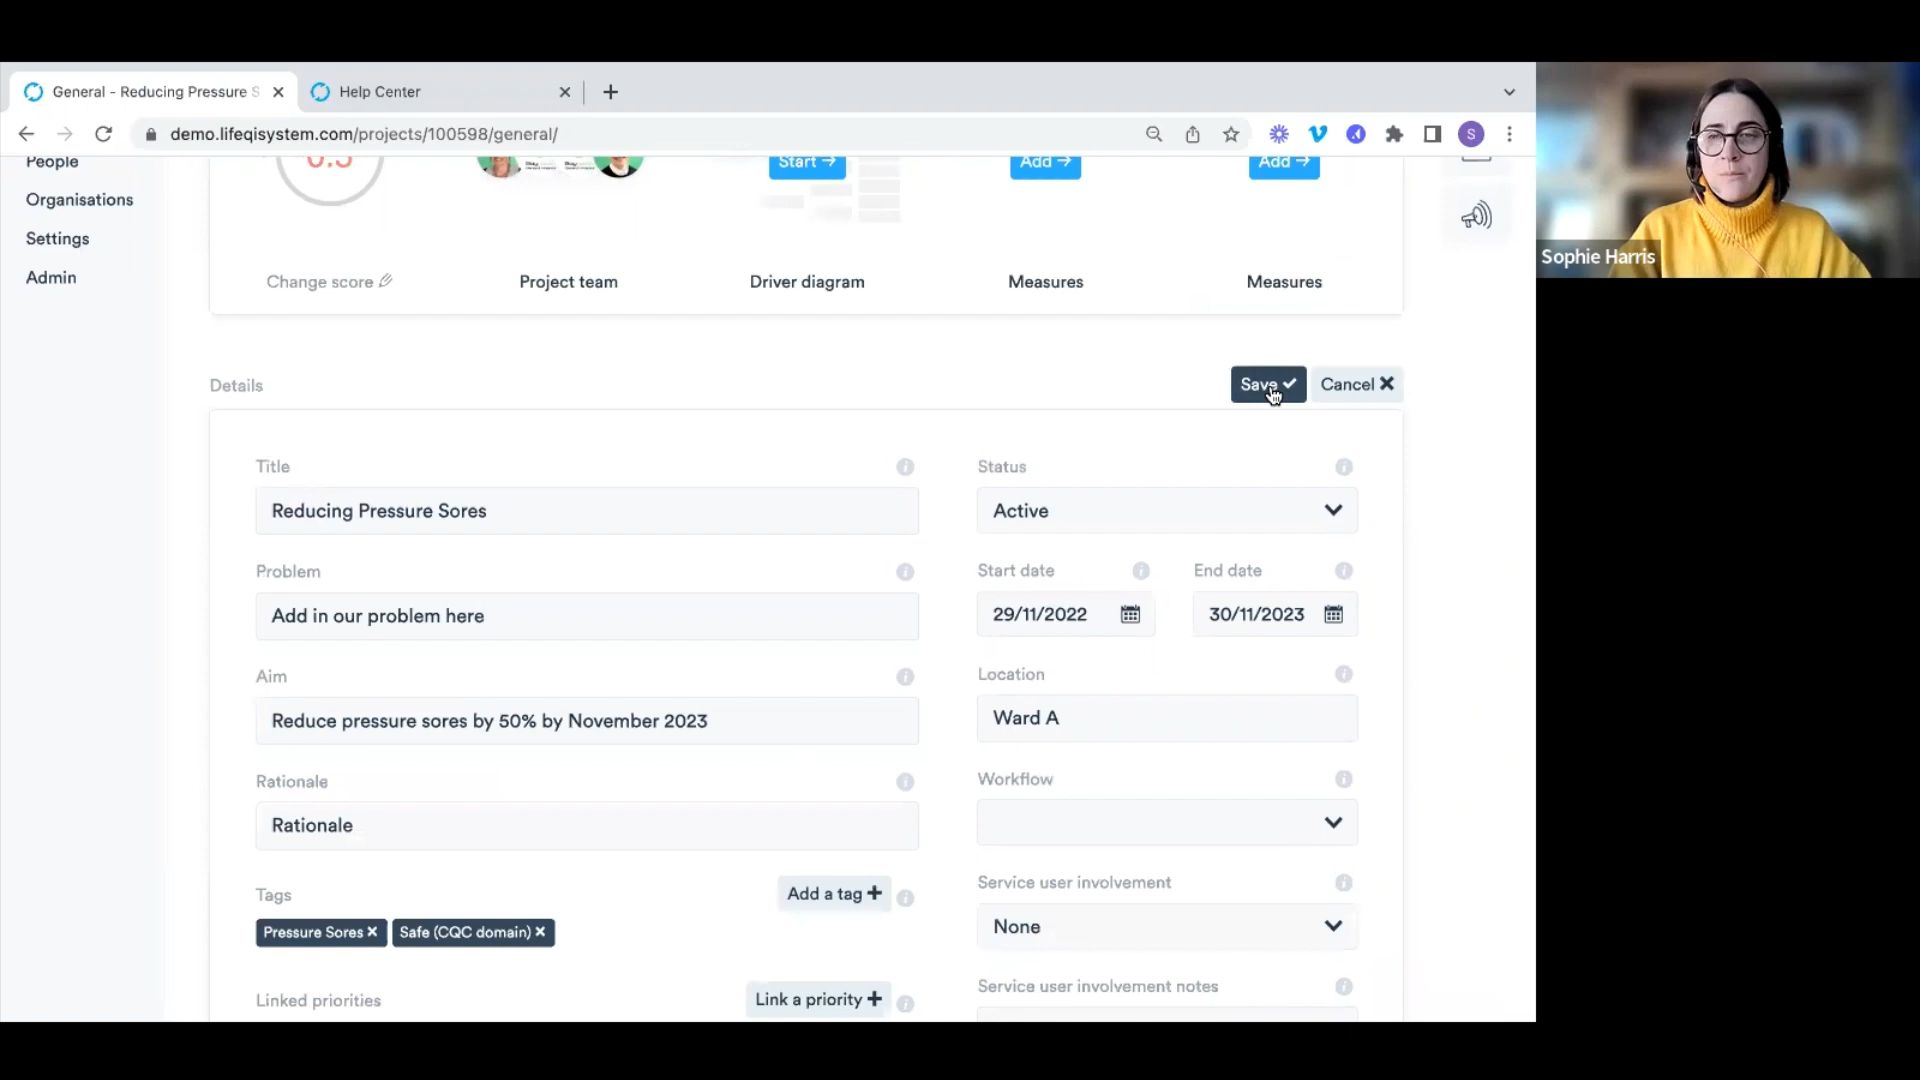 General - Reducing Pressure S
Help Center
demo.lifeqisystem.com/projects/100598/general/
S
People
Organisations
Settings
Admin
0.5
Start →
Add →
Add →
Change score
Project team
Driver diagram
Measures
Measures
Sophie Harris
Details
Save
Cancel
Title
Reducing Pressure Sores
Problem
Add in our problem here
Aim
Reduce pressure sores by 50% by November 2023
Rationale
Rationale
Tags
Add a tag +
Pressure Sores ×
Safe (CQC domain) ×
Linked priorities
Link a priority +
Status
Active
Start date
End date
29/11/2022
30/11/2023
Location
Ward A
Workflow
Service user involvement
None
Service user involvement notes